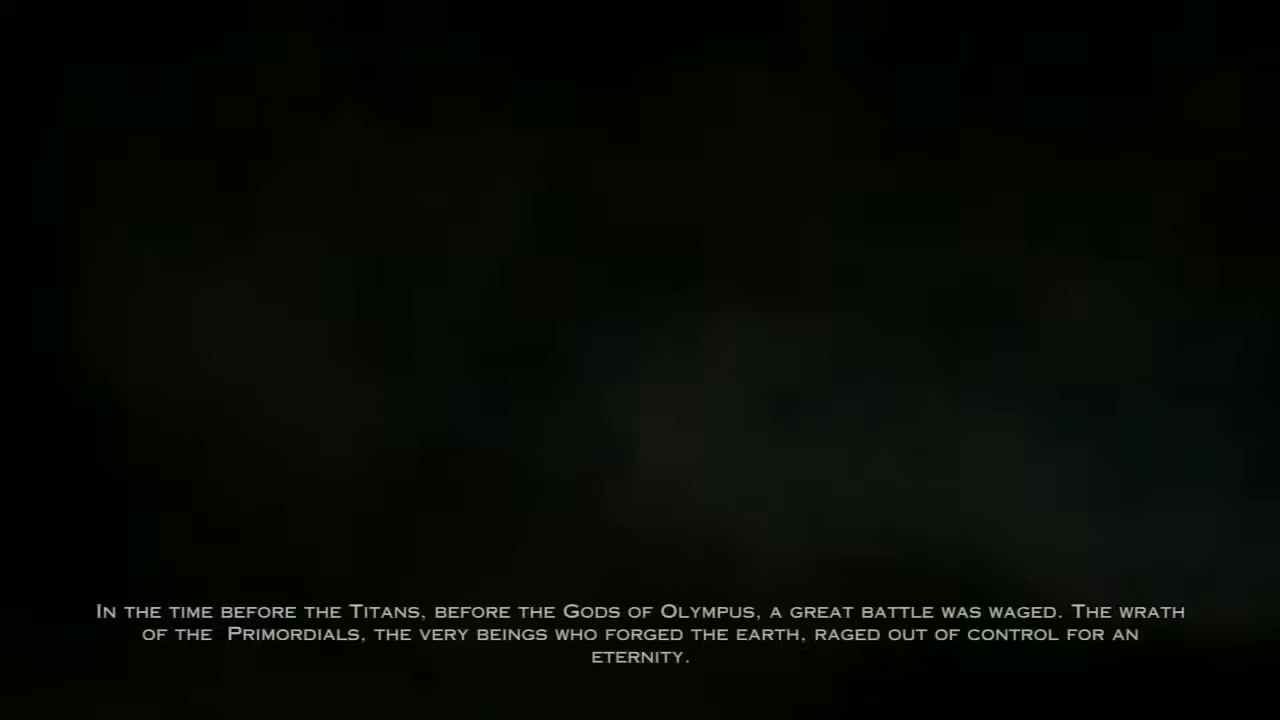 In the time before the Titans, before the Gods of Olympus, a great battle was waged. The wrath
of the  Primordials, the very beings who forged the earth, raged out of control for an
eternity.